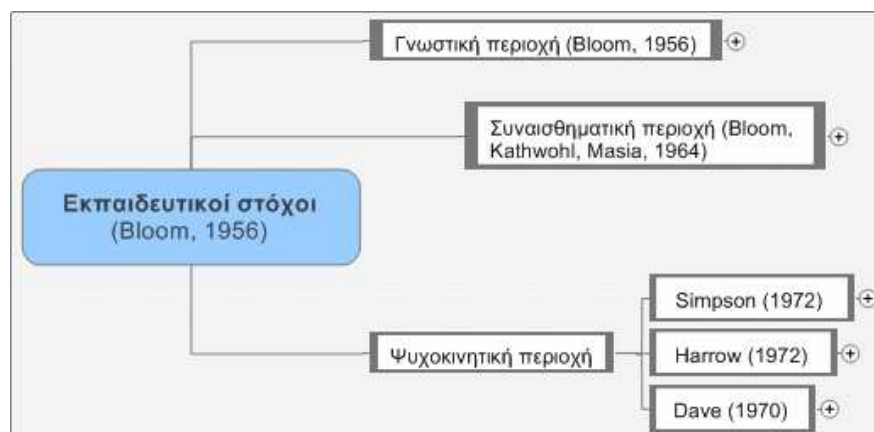 Γνωστική περιοχή (Bloom, 1956)
Συναισθηματική περιοχή (Bloom,
Kathwohl, Masia, 1964)
Εκπαιδευτικοί στόχοι
(Bloom, 1956)
Ψυχοκινητική περιοχή
Simpson (1972)
Harrow (1972)
Dave (1970)